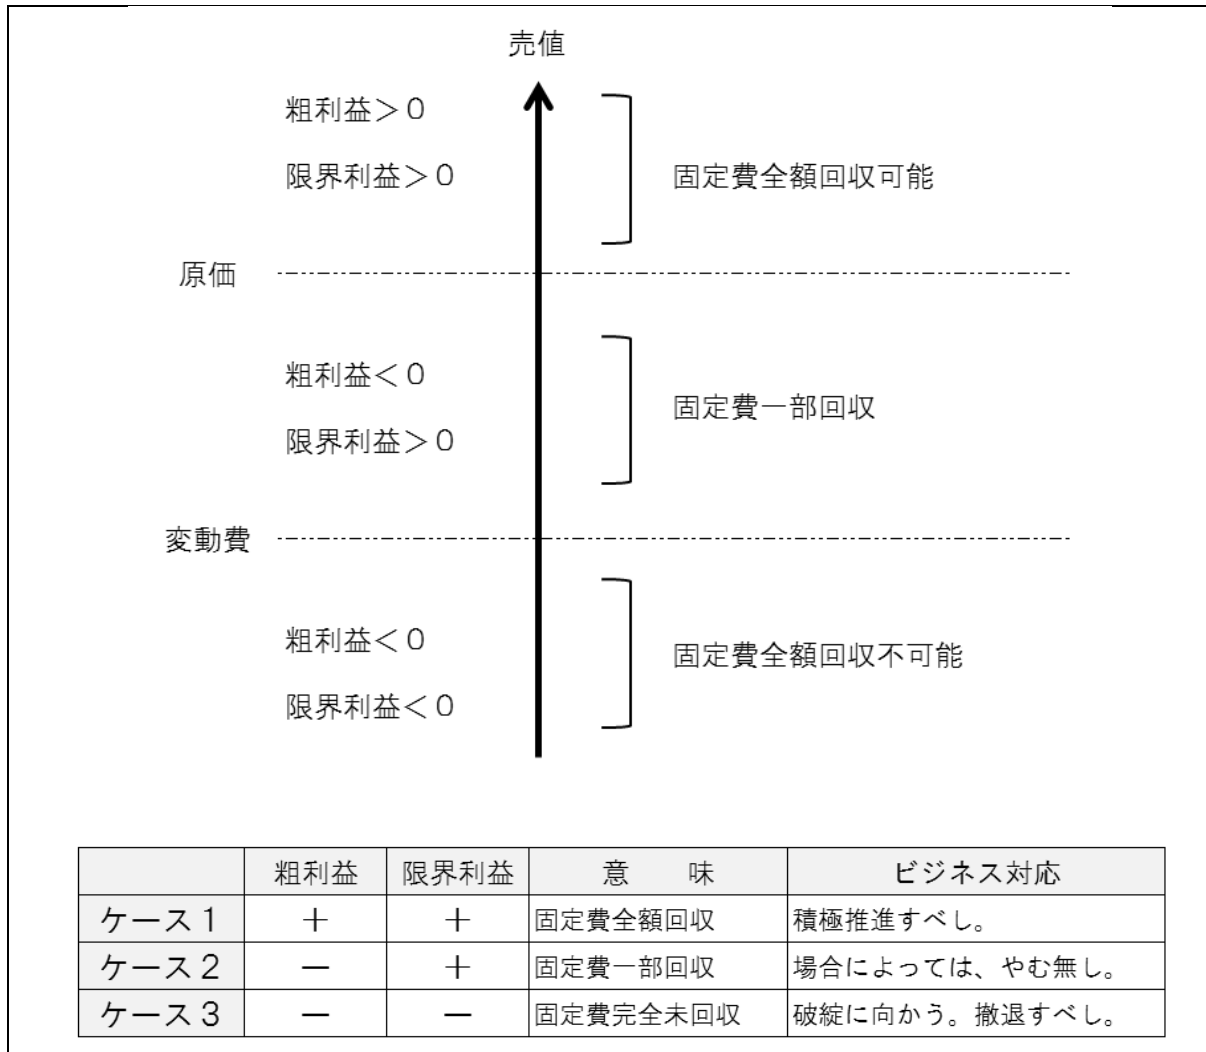 売値
粗利益＞０
限界利益＞０
固定費全額回収可能
原価
粗利益＜０
限界利益＞０
固定費一部回収
変動費
粗利益＜０
限界利益＜０
固定費全額回収不可能
粗利益 限界利益 意　味 ビジネス対応
ケース１ ＋ ＋ 固定費全額回収 積極推進すべし。
ケース２ － ＋ 固定費一部回収 場合によっては、やむ無し。
ケース３ － － 固定費完全未回収 破綻に向かう。撤退すべし。